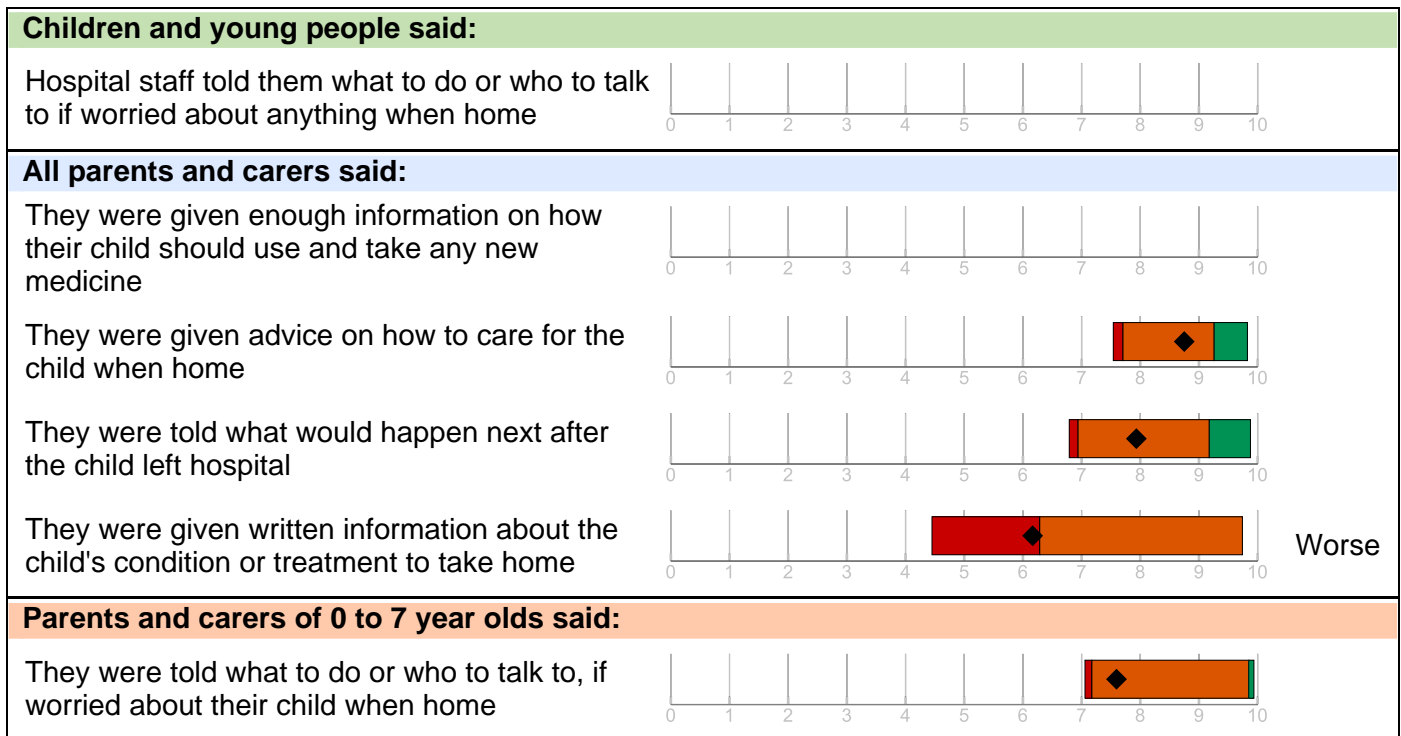 Children and young people said:
Hospital staff told them what to do or who to talk
to if worried about anything when home
0 1 2 3 4 5 6 7 8 9 10
All parents and carers said:
They were given enough information on how
their child should use and take any new
medicine
0 1 2 3 4 5 6 7 8 9 10
They were given advice on how to care for the
child when home
0 1 2 3 4 5 6 7 8 9 10
They were told what would happen next after
the child left hospital
0 1 2 3 4 5 6 7 8 9 10
They were given written information about the
child's condition or treatment to take home
Worse
0 1 2 3 4 5 6 7 8 9 10
Parents and carers of 0 to 7 year olds said:
They were told what to do or who to talk to, if
worried about their child when home
0 1 2 3 4 5 6 7 8 9 10